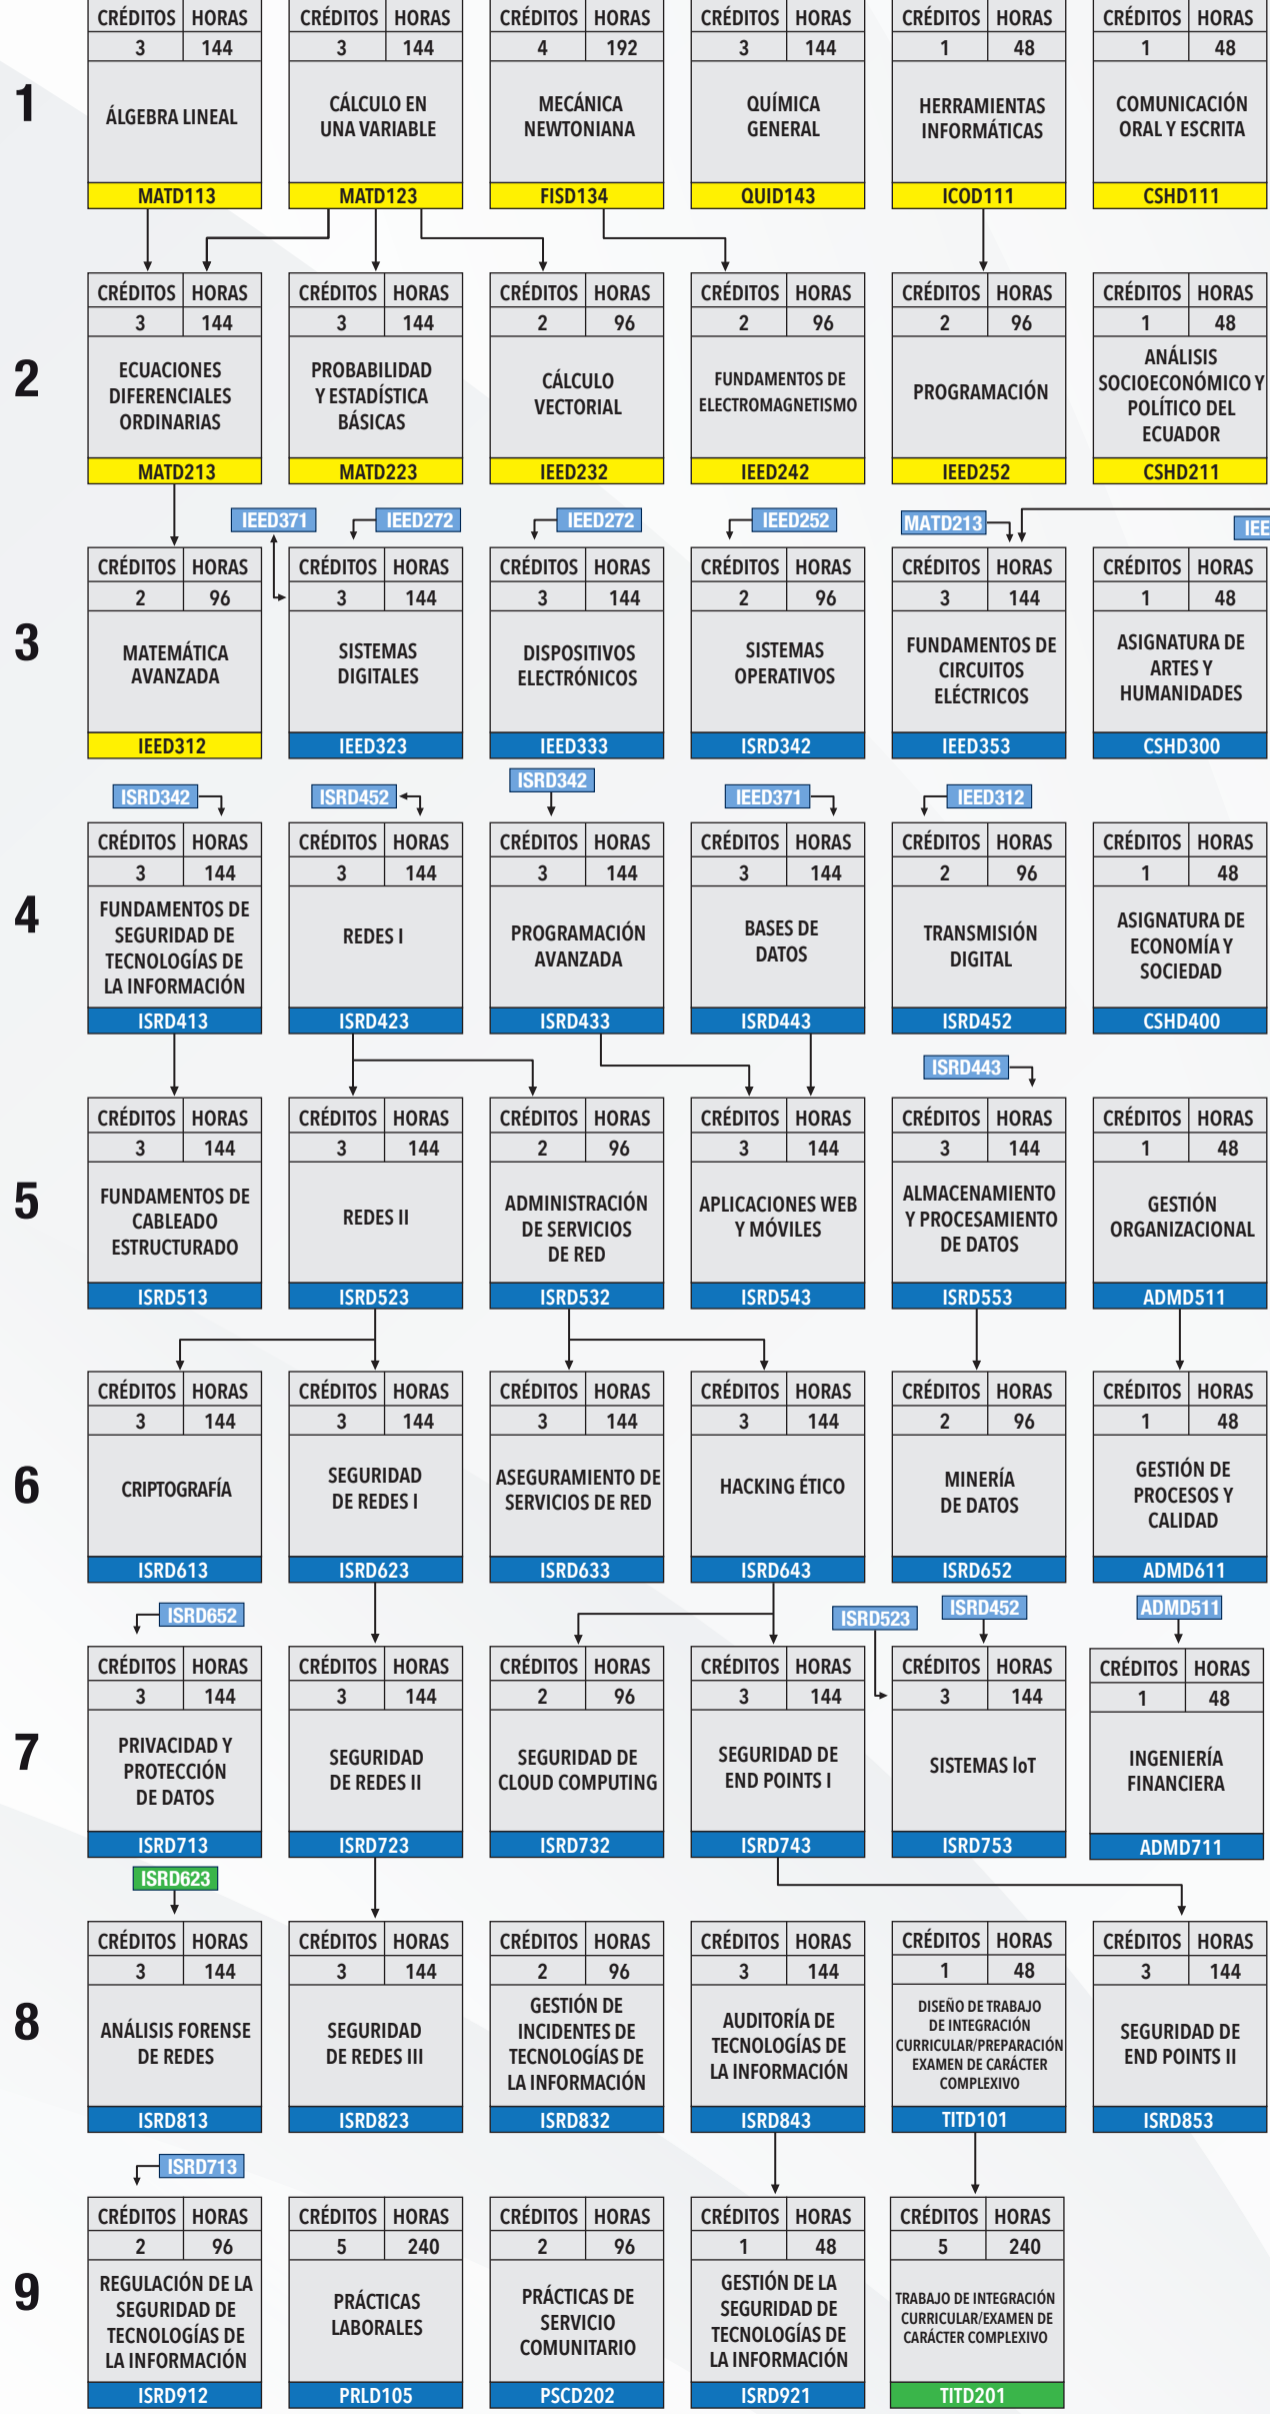 CRÉDITOS HORAS CRÉDITOS HORAS CRÉDITOS HORAS CRÉDITOS HORAS CRÉDITOS HORAS CRÉDITOS HORAS
3 144 3 144 4 192 3 144 1 48 1 48
1
ÁLGEBRA LINEAL
CÁLCULO EN
UNA VARIABLE
MECÁNICA
NEWTONIANA
QUÍMICA
GENERAL
HERRAMIENTAS
INFORMÁTICAS
COMUNICACIÓN
ORAL Y ESCRITA
MATD113 MATD123 FISD134 QUID143 ICOD111 CSHD111
CRÉDITOS HORAS CRÉDITOS HORAS CRÉDITOS HORAS CRÉDITOS HORAS CRÉDITOS HORAS CRÉDITOS HORAS
3 144 3 144 2 96 2 96 2 96 1 48
2
ECUACIONES
DIFERENCIALES
ORDINARIAS
PROBABILIDAD
Y ESTADÍSTICA
BÁSICAS
CÁLCULO
VECTORIAL
FUNDAMENTOS DE
ELECTROMAGNETISMO
PROGRAMACIÓN
ANÁLISIS
SOCIOECONÓMICO Y
POLÍTICO DEL
ECUADOR
MATD213 MATD223 IEED232 IEED242 IEED252 CSHD211
IEED371 IEED272 IEED272 IEED252 MATD213 IEE
CRÉDITOS HORAS CRÉDITOS HORAS CRÉDITOS HORAS CRÉDITOS HORAS CRÉDITOS HORAS CRÉDITOS HORAS
2 96 3 144 3 144 2 96 3 144 1 48
3
MATEMÁTICA
AVANZADA
SISTEMAS
DIGITALES
DISPOSITIVOS
ELECTRÓNICOS
SISTEMAS
OPERATIVOS
FUNDAMENTOS DE
CIRCUITOS
ELÉCTRICOS
ASIGNATURA DE
ARTES Y
HUMANIDADES
IEED312 IEED323 IEED333 ISRD342 IEED353 CSHD300
ISRD342 ISRD452 ISRD342 IEED371 IEED312
CRÉDITOS HORAS CRÉDITOS HORAS CRÉDITOS HORAS CRÉDITOS HORAS CRÉDITOS HORAS CRÉDITOS HORAS
3 144 3 144 3 144 3 144 2 96 1 48
4
FUNDAMENTOS DE
SEGURIDAD DE
TECNOLOGÍAS DE
LA INFORMACIÓN
REDES I
PROGRAMACIÓN
AVANZADA
BASES DE
DATOS
TRANSMISIÓN
DIGITAL
ASIGNATURA DE
ECONOMÍA Y
SOCIEDAD
ISRD413 ISRD423 ISRD433 ISRD443 ISRD452 CSHD400
ISRD443
CRÉDITOS HORAS CRÉDITOS HORAS CRÉDITOS HORAS CRÉDITOS HORAS CRÉDITOS HORAS CRÉDITOS HORAS
3 144 3 144 2 96 3 144 3 144 1 48
5
FUNDAMENTOS DE
CABLEADO
ESTRUCTURADO
REDES II
ADMINISTRACIÓN
DE SERVICIOS
DE RED
APLICACIONES WEB
Y MÓVILES
ALMACENAMIENTO
Y PROCESAMIENTO
DE DATOS
GESTIÓN
ORGANIZACIONAL
ISRD513 ISRD523 ISRD532 ISRD543 ISRD553 ADMD511
CRÉDITOS HORAS CRÉDITOS HORAS CRÉDITOS HORAS CRÉDITOS HORAS CRÉDITOS HORAS CRÉDITOS HORAS
3 144 3 144 3 144 3 144 2 96 1 48
6
CRIPTOGRAFÍA
SEGURIDAD
DE REDES I
ASEGURAMIENTO DE
SERVICIOS DE RED
HACKING ÉTICO
MINERÍA
DE DATOS
GESTIÓN DE
PROCESOS Y
CALIDAD
ISRD613 ISRD623 ISRD633 ISRD643 ISRD652 ADMD611
ISRD652 ISRD523 ISRD452 ADMD511
CRÉDITOS HORAS CRÉDITOS HORAS CRÉDITOS HORAS CRÉDITOS HORAS CRÉDITOS HORAS CRÉDITOS HORAS
3 144 3 144 2 96 3 144 3 144 1 48
7
PRIVACIDAD Y
PROTECCIÓN
DE DATOS
SEGURIDAD
DE REDES II
SEGURIDAD DE
CLOUD COMPUTING
SEGURIDAD DE
END POINTS I
SISTEMAS IoT
INGENIERÍA
FINANCIERA
ISRD713 ISRD723 ISRD732 ISRD743 ISRD753 ADMD711
ISRD623
CRÉDITOS HORAS CRÉDITOS HORAS CRÉDITOS HORAS CRÉDITOS HORAS CRÉDITOS HORAS CRÉDITOS HORAS
3 144 3 144 2 96 3 144 1 48 3 144
8
ANÁLISIS FORENSE
DE REDES
SEGURIDAD
DE REDES III
GESTIÓN DE
INCIDENTES DE
TECNOLOGÍAS DE
LA INFORMACIÓN
AUDITORÍA DE
TECNOLOGÍAS DE
LA INFORMACIÓN
DISEÑO DE TRABAJO
DE INTEGRACIÓN
CURRICULAR/PREPARACIÓN
EXAMEN DE CARÁCTER
COMPLEXIVO
SEGURIDAD DE
END POINTS II
ISRD813 ISRD823 ISRD832 ISRD843 TITD101 ISRD853
ISRD713
CRÉDITOS HORAS CRÉDITOS HORAS CRÉDITOS HORAS CRÉDITOS HORAS CRÉDITOS HORAS
2 96 5 240 2 96 1 48 5 240
9
REGULACIÓN DE LA
SEGURIDAD DE
TECNOLOGÍAS DE
LA INFORMACIÓN
PRÁCTICAS
LABORALES
PRÁCTICAS DE
SERVICIO
COMUNITARIO
GESTIÓN DE LA
SEGURIDAD DE
TECNOLOGÍAS DE
LA INFORMACIÓN
TRABAJO DE INTEGRACIÓN
CURRICULAR/EXAMEN DE
CARÁCTER COMPLEXIVO
ISRD912 PRLD105 PSCD202 ISRD921 TITD201